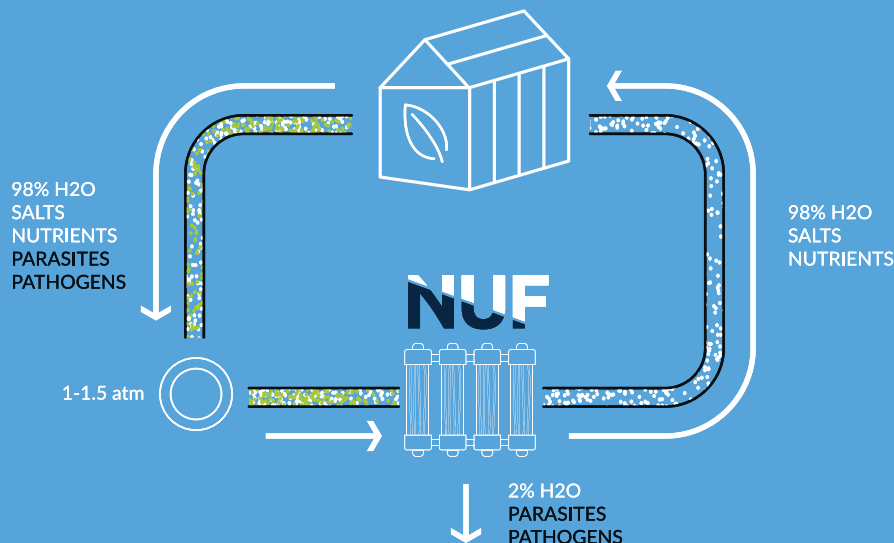 98% H2O
SALTS
NUTRIENTS
PARASITES
PATHOGENS
98% H2O
SALTS
NUTRIENTS
NUF
1-1.5 atm
2% H2O
PARASITES
PATHOGENS